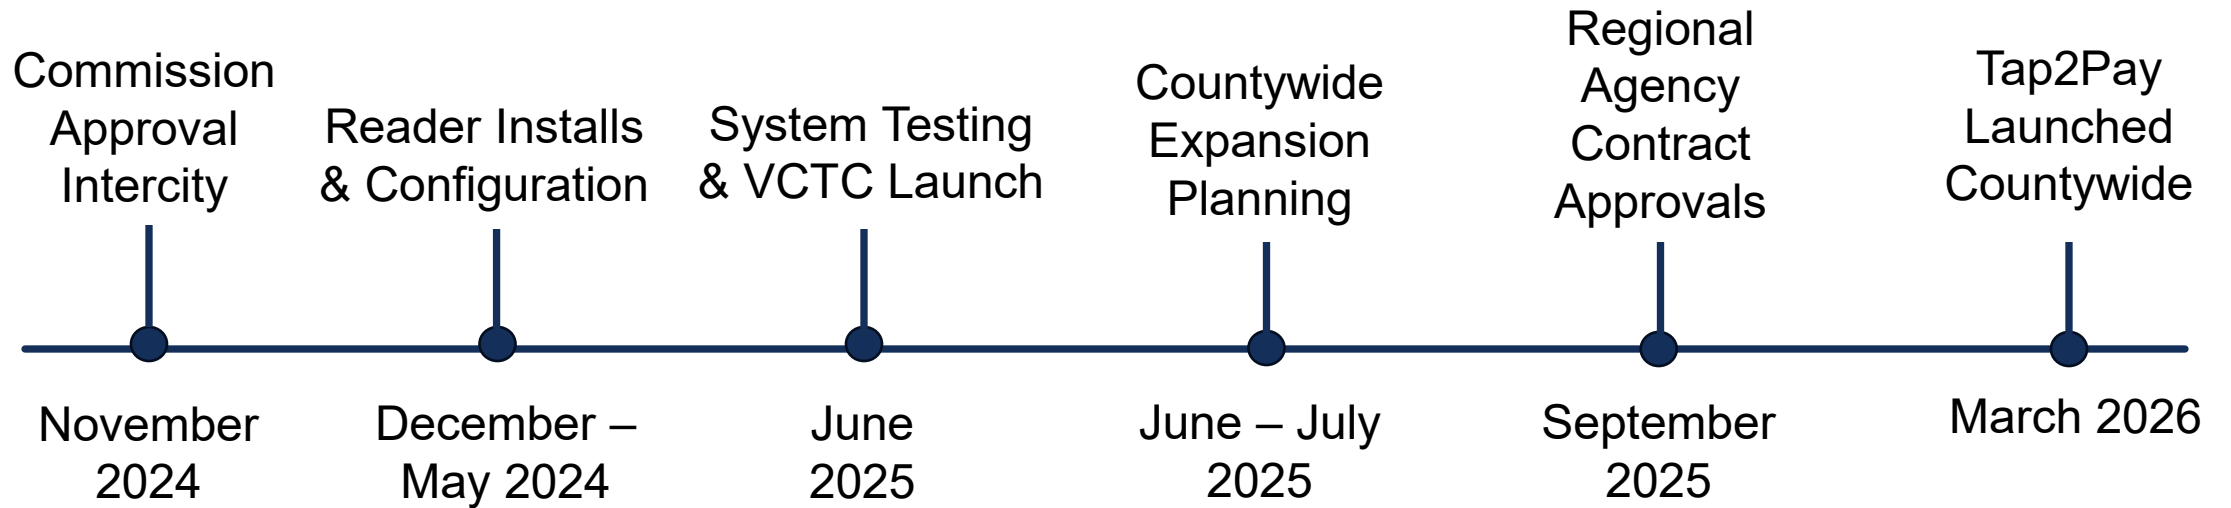 Commission
Approval
Intercity
Reader Installs
& Configuration
System Testing
& VCTC Launch
Countywide
Expansion
Planning
Regional
Agency
Contract
Approvals
Tap2Pay
Launched
Countywide
November
2024
December –
May 2024
June
2025
June – July
2025
September
2025
March 2026